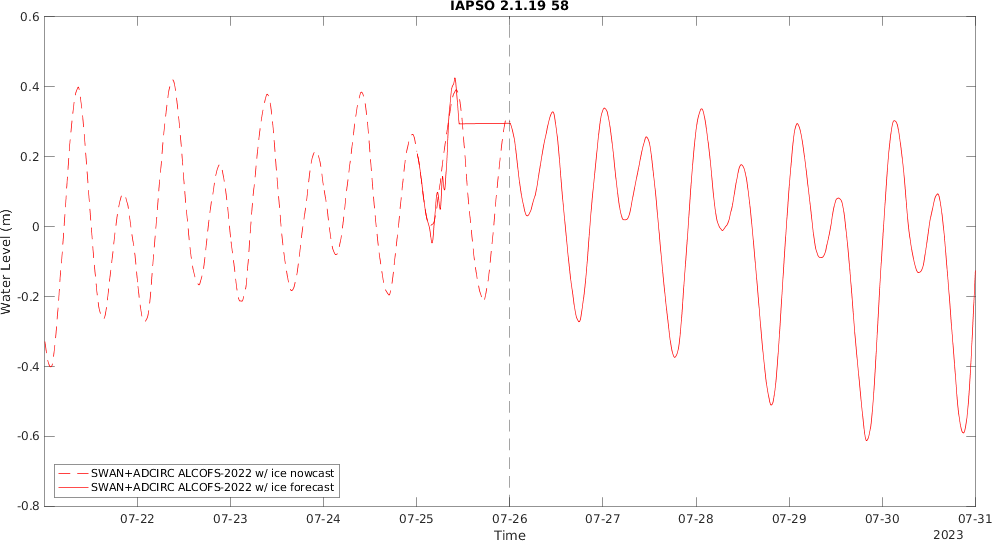 IAPSO 2.1.19 58
0.6
0.4
0.2
0
-0.2
-0.4
-0.6
-0.8
Water Level (m)
SWAN+ADCIRC ALCOFS-2022 w/ ice nowcast
SWAN+ADCIRC ALCOFS-2022 w/ ice forecast
07-22 07-23 07-24 07-25 07-26 07-27 07-28 07-29 07-30 07-31
Time
2023